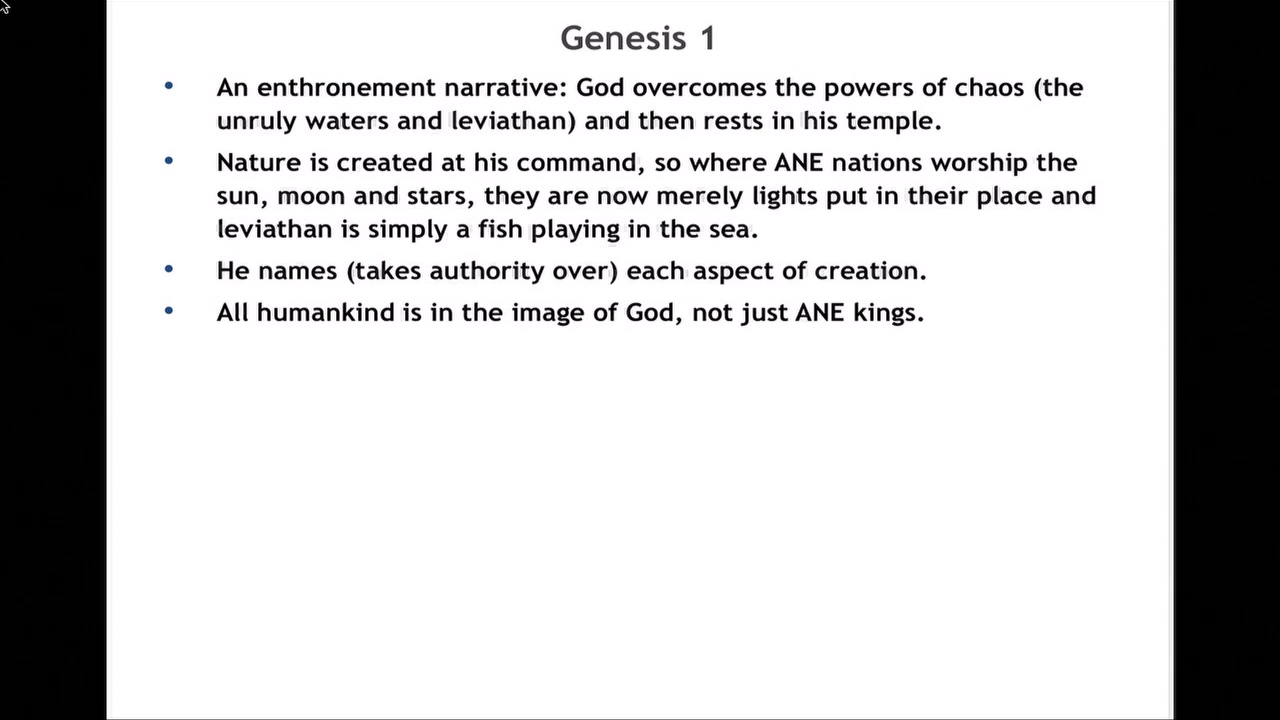 Genesis 1
• An enthronement narrative: God overcomes the powers of chaos (the
unruly waters and leviathan) and then rests in his temple.
• Nature is created at his command, so where ANE nations worship the
sun, moon and stars, they are now merely lights put in their place and
leviathan is simply a fish playing in the sea.
• He names (takes authority over) each aspect of creation.
• All humankind is in the image of God, not just ANE kings.